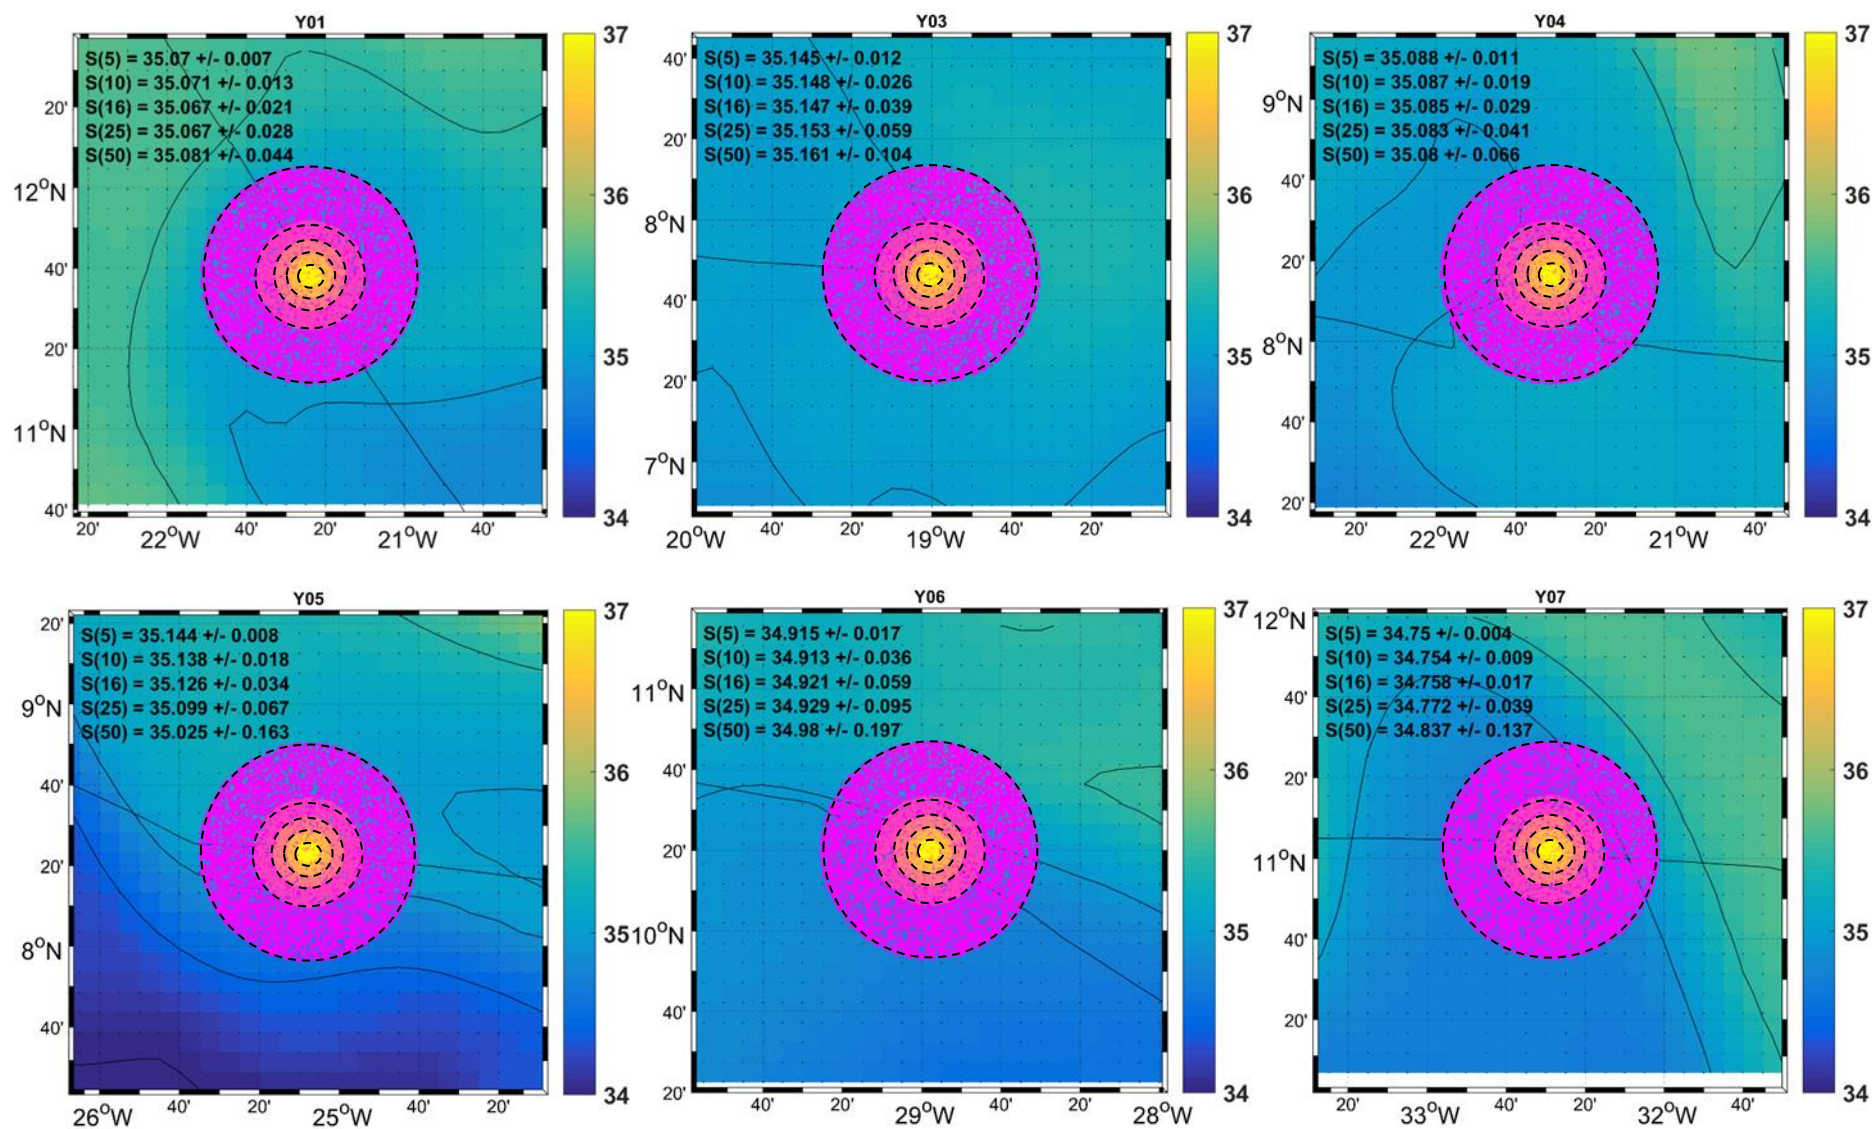 Y01
S(5) = 35.07 +/- 0.007
S(10) = 35.071 +/- 0.013
S(16) = 35.067 +/- 0.021
S(25) = 35.067 +/- 0.028
S(50) = 35.081 +/- 0.044
20'
12°N
40'
20'
11°N
40'
20'
22°W
40'
20'
21°W
40'
37
36
35
34
Y03
S(5) = 35.145 +/- 0.012
S(10) = 35.148 +/- 0.026
S(16) = 35.147 +/- 0.039
S(25) = 35.153 +/- 0.059
S(50) = 35.161 +/- 0.104
40'
20'
8°N
40'
20'
7°N
20°W
40'
20'
19°W
40'
20'
37
36
35
34
Y04
S(5) = 35.088 +/- 0.011
S(10) = 35.087 +/- 0.019
S(16) = 35.085 +/- 0.029
S(25) = 35.083 +/- 0.041
S(50) = 35.08 +/- 0.066
9°N
40'
20'
8°N
40'
20'
20'
22°W
40'
20'
21°W
40'
37
36
35
34
Y05
S(5) = 35.144 +/- 0.008
S(10) = 35.138 +/- 0.018
S(16) = 35.126 +/- 0.034
S(25) = 35.099 +/- 0.067
S(50) = 35.025 +/- 0.163
20'
9°N
40'
20'
8°N
40'
26°W
40'
20'
25°W
40'
20'
37
36
35
34
Y06
S(5) = 34.915 +/- 0.017
S(10) = 34.913 +/- 0.036
S(16) = 34.921 +/- 0.059
S(25) = 34.929 +/- 0.095
S(50) = 34.98 +/- 0.197
11°N
40'
20'
10°N
40'
20'
40'
20'
29°W
40'
20'
28°W
37
36
35
34
Y07
S(5) = 34.75 +/- 0.004
S(10) = 34.754 +/- 0.009
S(16) = 34.758 +/- 0.017
S(25) = 34.772 +/- 0.039
S(50) = 34.837 +/- 0.137
12°N
40'
20'
11°N
40'
20'
20'
33°W
40'
20'
32°W
40'
37
36
35
34